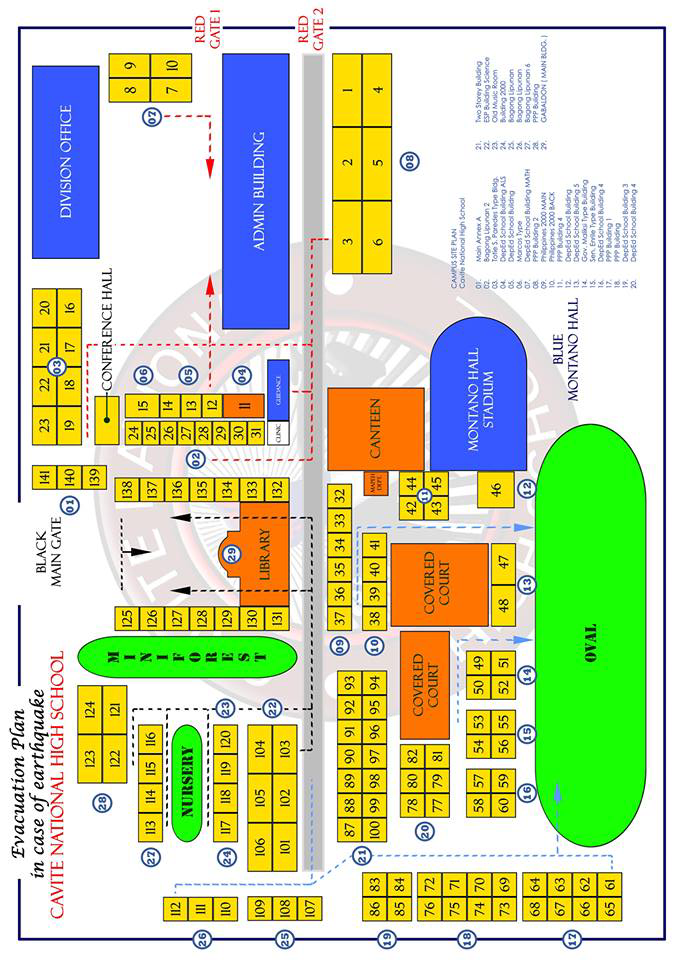 Evacuation Plan
in case of earthquake
CAVITE NATIONAL HIGH SCHOOL
BLACK
MAIN GATE
RED
GATE 1
RED
GATE 2
DIVISION OFFICE
9 10
8 7
07
ADMIN BUILDING
1 4
2 5
3 6
08
20 16
21 17
22 18
23 19
03
CONFERENCE HALL
06
05
04
15 14 13 12 11
24 25 26 27 28 29 30 31
02
GUIDANCE
CLINIC
141 140 139
01
138 137 136 135 134 133 132
29
LIBRARY
125 126 127 128 129 130 131
MINI FOREST
124 121
123 122
28
116 115 114 113
27
NURSERY
23
22
120 119 118 117
24
104 103
105 102
106 101
112 111 110
26
109 108 107
25
CANTEEN
MAPEH DEPT.
MONTANO HALL
STADIUM
BLUE
MONTANO HALL
44 45
42 43
11
46
12
32 33 34 35 36 37
09
41 40 39 38
10
COVERED
COURT
47 48
13
COVERED
COURT
49 51
50 52
14
53 55
54 56
15
57 59
58 60
16
OVAL
93 94
92 95
91 96
90 97
89 98
88 99
87 100
21
82 81
80 79
78 77
20
83 84
86 85
19
72 71 70 69
76 75 74 73
18
64 63 62 61
68 67 66 65
17
CAMPUS SITE PLAN
Cavite National High School
01. Main Annex A
02. Bagong Lipunan 2
03. Tofie S. Paredes Type Bldg.
04. DepEd School Building ALS
05. DepEd School Building
06. Marcos Type
07. DepEd School Building MATH
08. PPP Building 2
09. Philippines 2000 MAIN
10. Philippines 2000 BACK
11. PPP Building 4
12. DepEd School Building
13. DepEd School Building 5
14. Gov. Maliksi Type Building
15. Sen. Enrile Type Building
16. DepEd School Building 4
17. PPP Building 1
18. PPP Building
19. DepEd School Building 3
20. DepEd School Building 4
21. Two Storey Building
22. ESP Building Science
23. Old Music Room
24. Building 2000
25. Bagong Lipunan
26. Bagong Lipunan
27. Bagong Lipunan 6
28. PPP Building
29. GABALDON ( MAIN BLDG. )